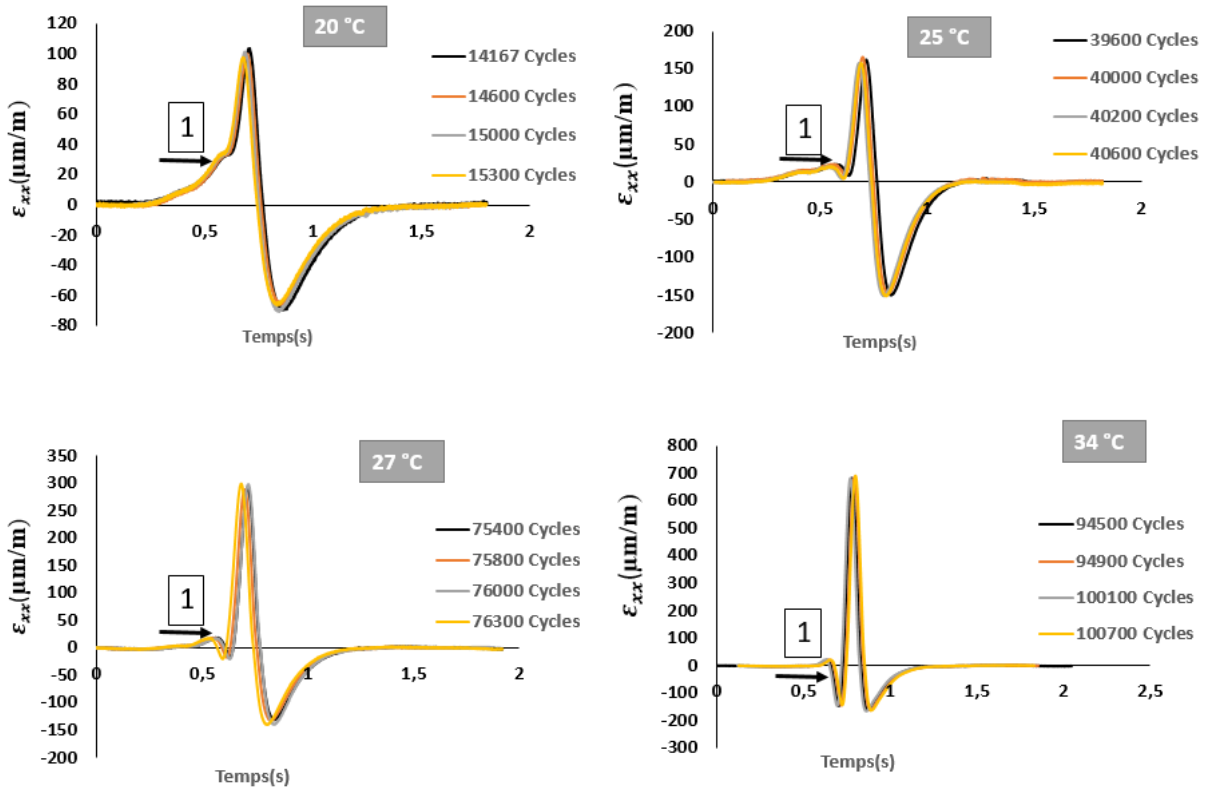 20 °C
120
100
80
60
40
20
0
-20
-40
-60
-80
0
0,5
1
1,5
2
εxx(µm/m)
Temps(s)
1
14167 Cycles
14600 Cycles
15000 Cycles
15300 Cycles
25 °C
200
150
100
50
0
-50
-100
-150
-200
0
0,5
1
1,5
2
εxx(µm/m)
Temps(s)
1
39600 Cycles
40000 Cycles
40200 Cycles
40600 Cycles
27 °C
350
300
250
200
150
100
50
0
-50
-100
-150
-200
0
0,5
1
1,5
2
εxx(µm/m)
Temps(s)
1
75400 Cycles
75800 Cycles
76000 Cycles
76300 Cycles
34 °C
800
700
600
500
400
300
200
100
0
-100
-200
-300
0
0,5
1
1,5
2
2,5
εxx(µm/m)
Temps(s)
1
94500 Cycles
94900 Cycles
100100 Cycles
100700 Cycles